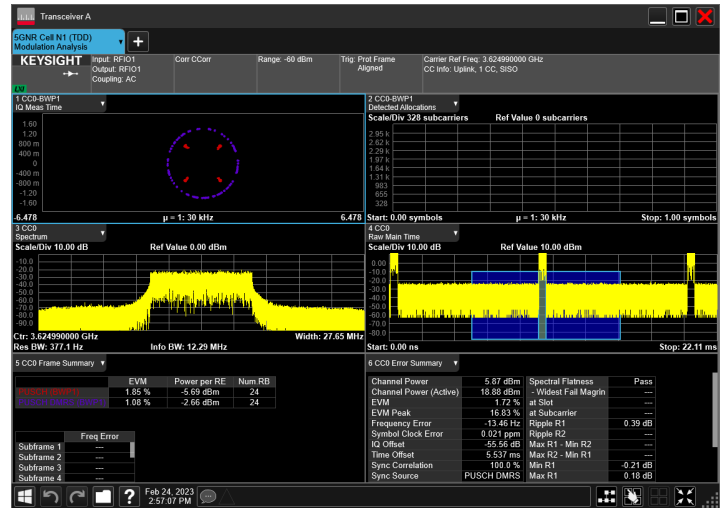 Transceiver A
5GNR Cell N1 (TDD)
Modulation Analysis
KEYSIGHT
LXI
Input: RFIO1
Output: RFIO1
Coupling: AC
Corr CCorr
Range: -60 dBm
Trig: Prot Frame
Aligned
Carrier Ref Freq: 3.624990000 GHz
CC Info: Uplink, 1 CC, SISO
1 CC0-BWP1
IQ Meas Time
1.60
1.20
800 m
400 m
0
-400 m
-800 m
-1.20
-1.60
-6.478
µ = 1: 30 kHz
6.478
2 CC0-BWP1
Detected Allocations
Scale/Div 328 subcarriers
Ref Value 0 subcarriers
2.95 k
2.62 k
2.29 k
1.97 k
1.64 k
1.31 k
983
655
328
Start: 0.00 symbols
µ = 1: 30 kHz
Stop: 1.00 symbols
3 CC0
Spectrum
Scale/Div 10.00 dB
Ref Value 0.00 dBm
-10.0
-20.0
-30.0
-40.0
-50.0
-60.0
-70.0
-80.0
-90.0
Ctr: 3.624990000 GHz
Width: 27.65 MHz
Res BW: 377.1 Hz
Info BW: 12.29 MHz
4 CC0
Raw Main Time
Scale/Div 10.00 dB
Ref Value 10.00 dBm
0.00
-10.0
-20.0
-30.0
-40.0
-50.0
-60.0
-70.0
-80.0
Start: 0.00 ns
Stop: 22.11 ms
5 CC0 Frame Summary
EVM Power per RE Num.RB
1.85 % -5.69 dBm 24
1.08 % -2.66 dBm 24
Freq Error
Subframe 1 ---
Subframe 2 ---
Subframe 3 ---
Subframe 4 ---
6 CC0 Error Summary
Channel Power 5.87 dBm
Channel Power (Active) 18.88 dBm
EVM 1.72 %
EVM Peak 16.83 %
Frequency Error -13.46 Hz
Symbol Clock Error 0.021 ppm
IQ Offset -55.56 dB
Time Offset 5.537 ms
Sync Correlation 100.0 %
Sync Source PUSCH DMRS
Spectral Flatness Pass
- Widest Fail Magrin ---
at Slot ---
at Subcarrier ---
Ripple R1 0.39 dB
Ripple R2 ---
Max R1 - Min R2 ---
Max R2 - Min R1 ---
Min R1 -0.21 dB
Max R1 0.18 dB
Feb 24, 2023
2:57:07 PM